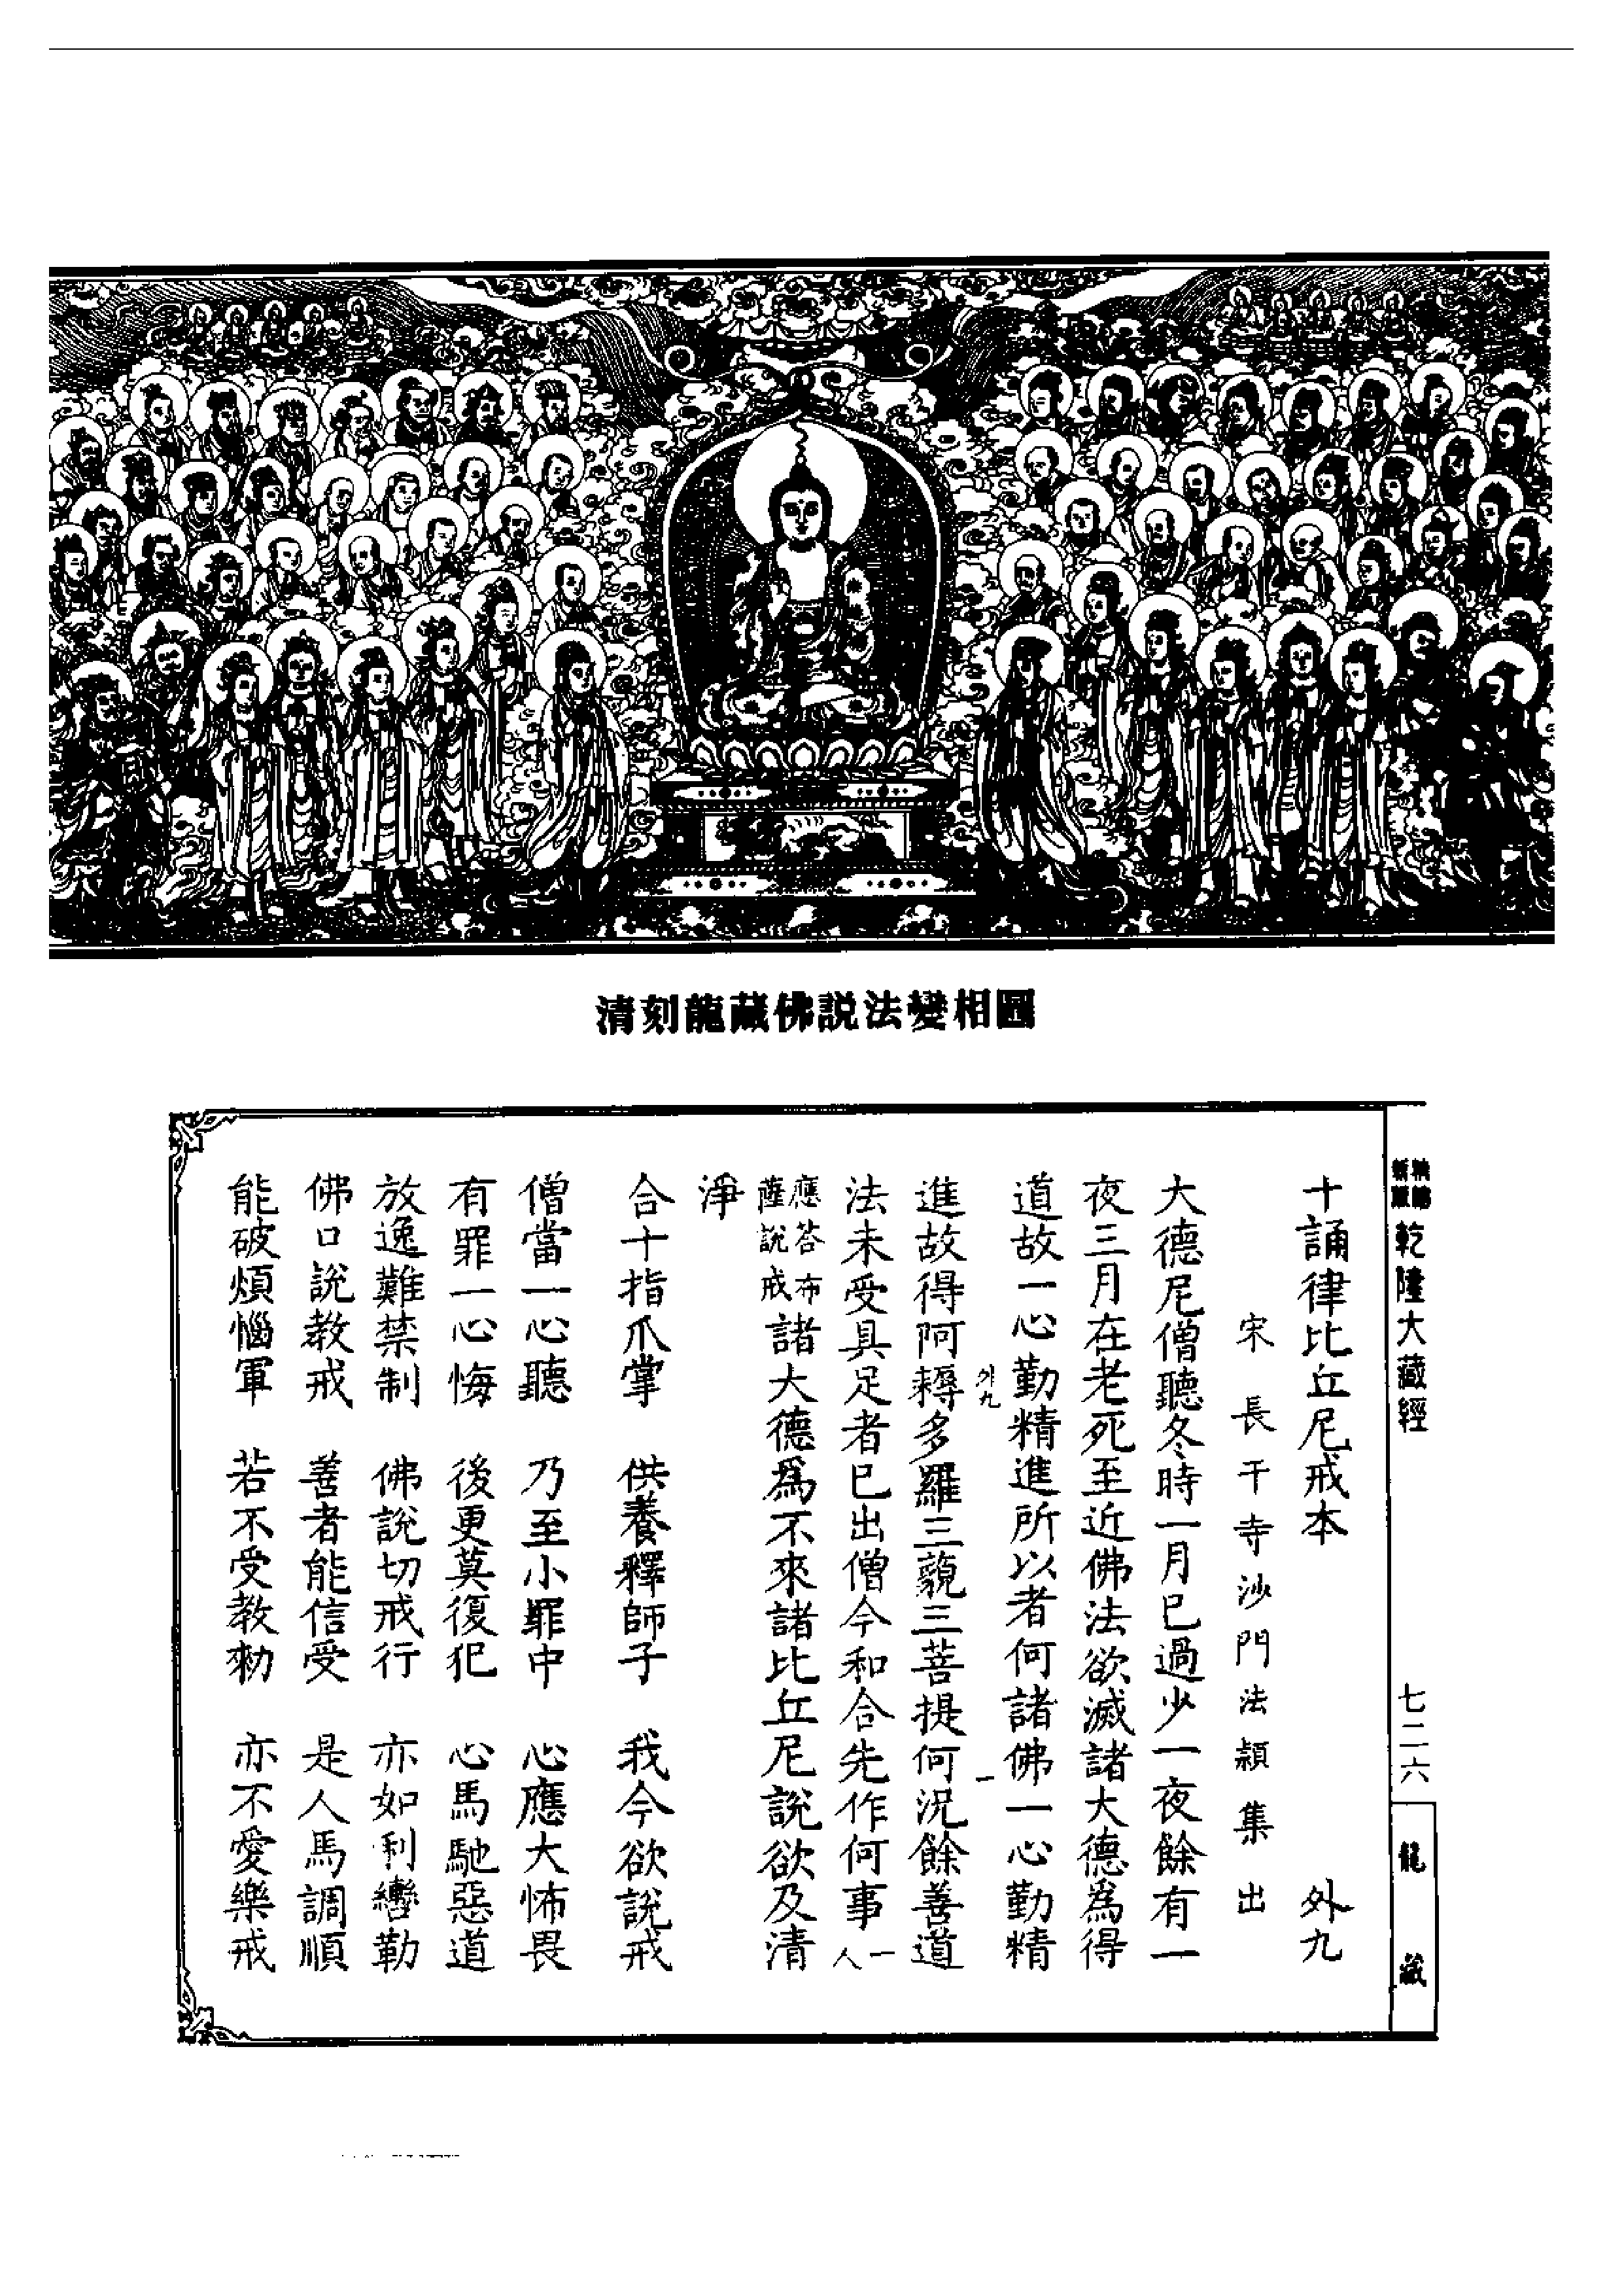 清刻龍藏佛說法變相圖
乾隆大藏經
七二六
龍藏
十誦律比丘尼戒本 外九
宋長干寺沙門法穎集出
大德尼僧聽冬時一月已過少一夜餘有一
夜三月在老死至近佛法欲滅諸大德為得
道故一心勤精進所以者何諸佛一心勤精
外九 一
進故得阿耨多羅三藐三菩提何況餘善道
法未受具足者已出僧今和合先作何事一人
應答布薩說戒諸大德為不來諸比丘尼說欲及清
淨
合十指爪掌 供養釋師子 我今欲說戒
僧當一心聽 乃至小罪中 心應大怖畏
有罪一心悔 後更莫復犯 心馬馳惡道
放逸難禁制 佛說切戒行 亦如利轡勒
佛口說教戒 善者能信受 是人馬調順
能破煩惱軍 若不受教勅 亦不愛樂戒